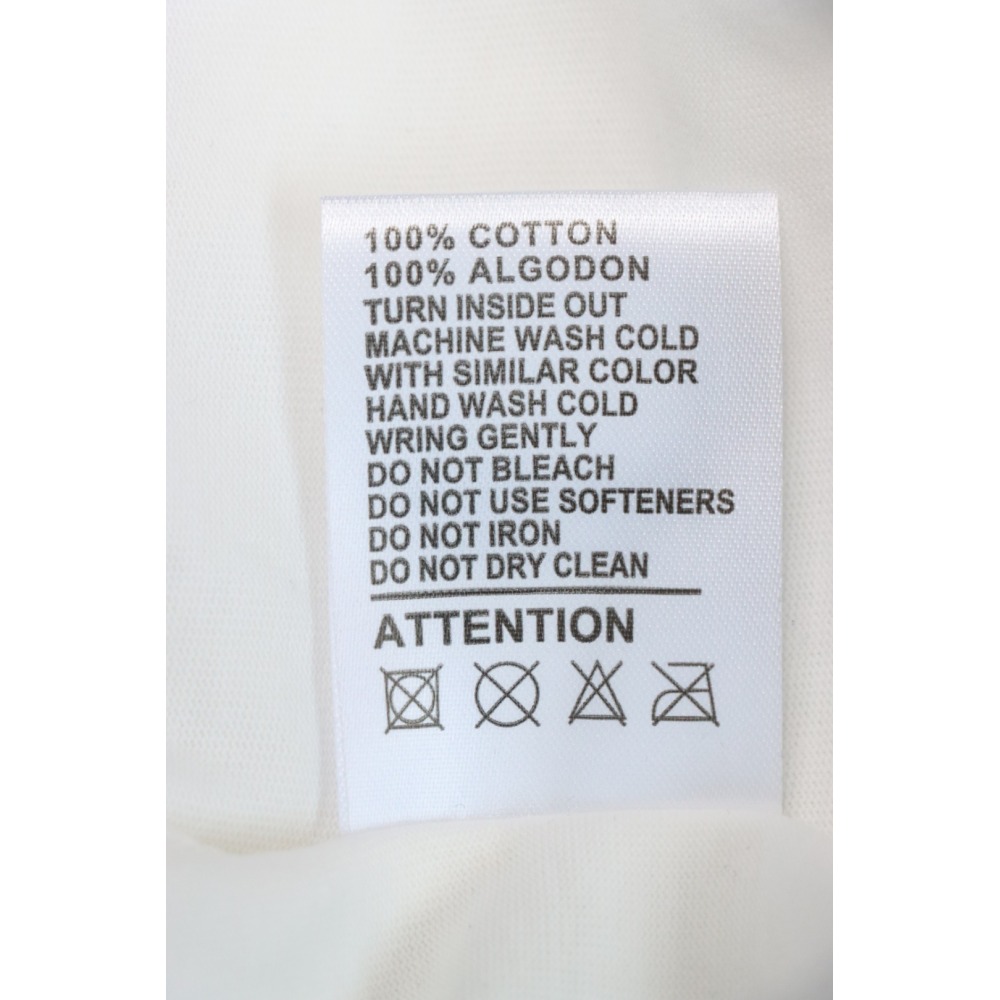 100% COTTON
100% ALGODON
TURN INSIDE OUT
MACHINE WASH COLD
WITH SIMILAR COLOR
HAND WASH COLD
WRING GENTLY
DO NOT BLEACH
DO NOT USE SOFTENERS
DO NOT IRON
DO NOT DRY CLEAN
ATTENTION